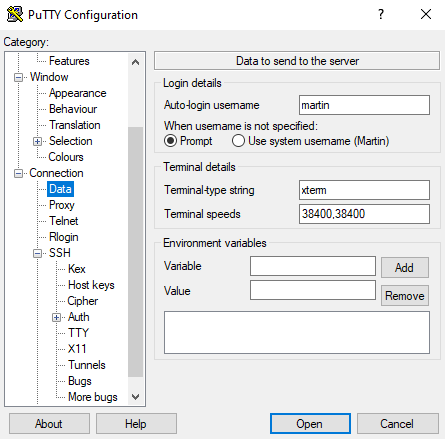 PuTTY Configuration
? X
Category:
Features
Window
Appearance
Behaviour
Translation
Selection
Colours
Connection
Data
Proxy
Telnet
Rlogin
SSH
Kex
Host keys
Cipher
Auth
TTY
X11
Tunnels
Bugs
More bugs
Data to send to the server
Login details
Auto-login username martin
When username is not specified:
Prompt Use system username (Martin)
Terminal details
Terminal-type string xterm
Terminal speeds 38400,38400
Environment variables
Variable Add
Value Remove
About Help Open Cancel